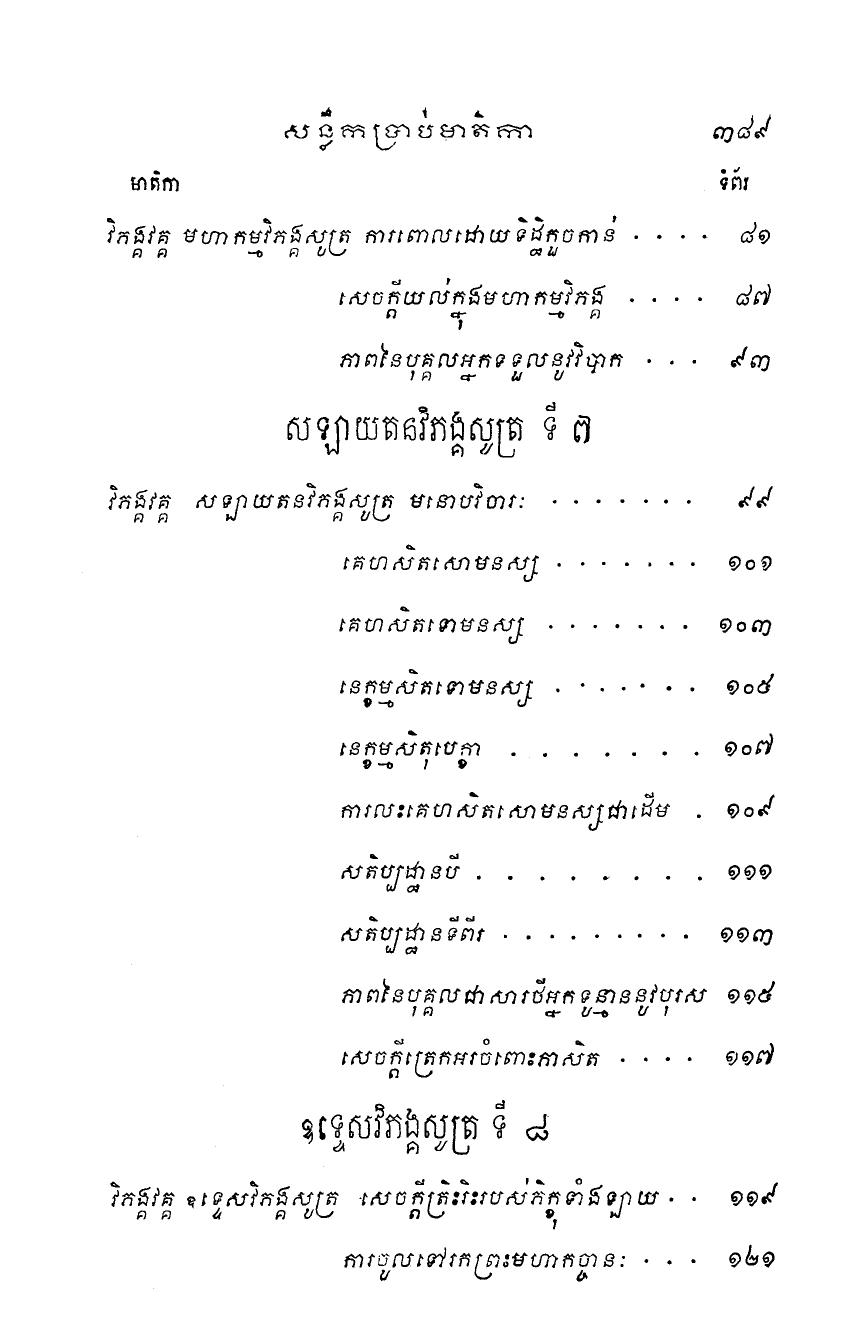 សន្លឹកប្រាប់មាតិកា ៣៨៩
មាតិកា ទំព័រ
វិភង្គវគ្គ មហាកម្មវិភង្គសូត្រ ការពោលដោយទិដ្ឋិតួចកាន់ · · · · ៨១
សេចក្តីយល់ក្នុងមហាកម្មវិភង្គ · · · · ៨៧
ភាពនៃបុគ្គលអ្នកទទួលនូវវិបាក · · · ៩៣
សឡាយតនវិភង្គសូត្រ ទី ៧
វិភង្គវគ្គ សឡាយតនវិភង្គសូត្រ មនោបវិចារៈ · · · · · · · ៩៩
គេហសិតសោមនស្ស · · · · · · · ១០១
គេហសិតទោមនស្ស · · · · · · · ១០៣
នេក្ខម្មសិតទោមនស្ស · · · · · · · ១០៥
នេក្ខម្មសិតុបេក្ខា . . . . . . . ១០៧
ការលះគេហសិតសោមនស្សជាដើម . ១០៩
សតិប្បដ្ឋានបី . . . . . . . . ១១១
សតិប្បដ្ឋានទីពីរ · · · · · · · · · ១១៣
ភាពនៃបុគ្គលជាសារថីអ្នកទូន្មាននូវបុរស ១១៥
សេចក្តីត្រេកអរចំពោះភាសិត · · · · ១១៧
ឧទ្ទេសវិភង្គសូត្រ ទី ៨
វិភង្គវគ្គ ឧទ្ទេសវិភង្គសូត្រ សេចក្តីត្រិះរិះរបស់ភិក្ខុទាំងឡាយ · · ១១៩
ការចូលទៅរកព្រះមហាកច្ចានៈ · · · ១២១